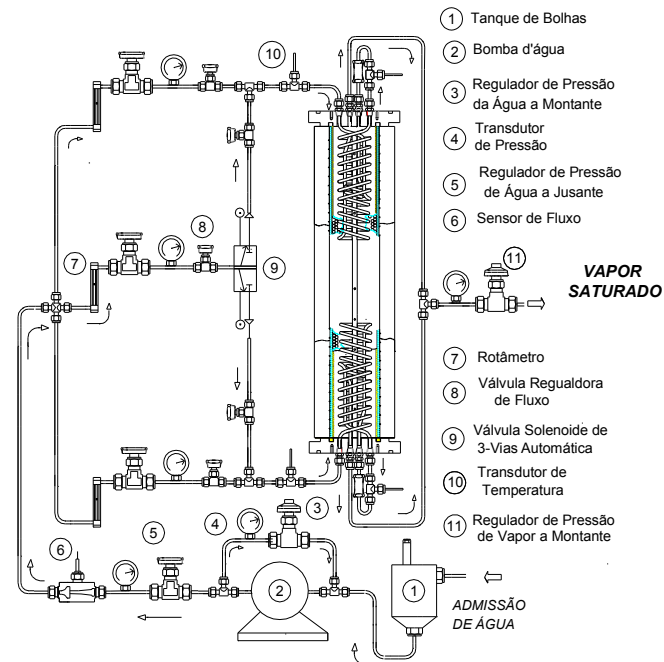 1 Tanque de Bolhas
2 Bomba d'água
3 Regulador de Pressão
da Água a Montante
4 Transdutor
de Pressão
5 Regulador de Pressão
de Água a Jusante
6 Sensor de Fluxo
VAPOR
SATURADO
7 Rotâmetro
8 Válvula Regualdora
de Fluxo
9 Válvula Solenoide de
3-Vias Automática
10 Transdutor de
Temperatura
11 Regulador de Pressão
de Vapor a Montante
10
8
7
9
11
3
4
5
6
2
1
ADMISSÃO
DE ÁGUA